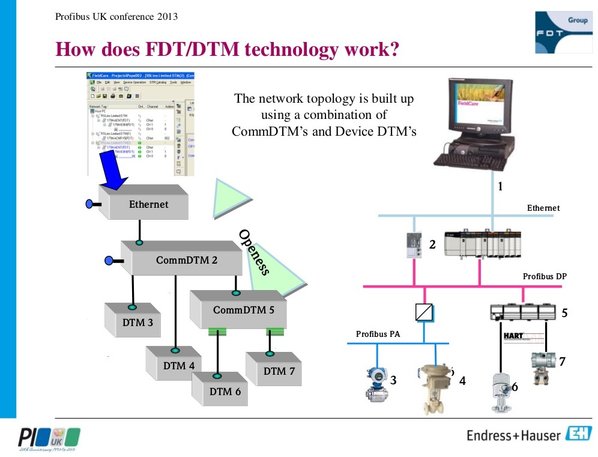 Profibus UK conference 2013
FDT Group
How does FDT/DTM technology work?
The network topology is built up
using a combination of
CommDTM’s and Device DTM’s
FieldCare
1
Ethernet
Ethernet
2
Openess
CommDTM 2
Profibus DP
CommDTM 5
5
DTM 3
Profibus PA
HART
DTM 4
DTM 7
7
3
4
6
DTM 6
PI UK
Endress+Hauser EH